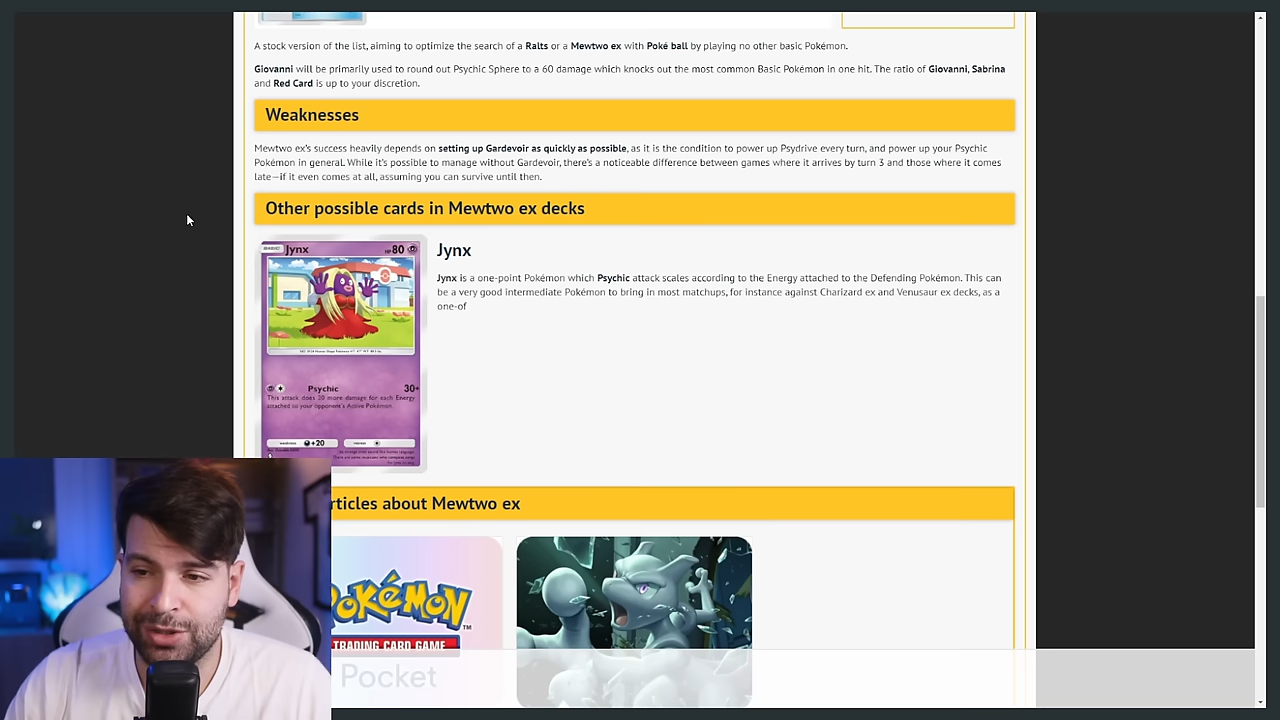 A stock version of the list, aiming to optimize the search of a Ralts or a Mewtwo ex with Poké ball by playing no other basic Pokémon.
Giovanni will be primarily used to round out Psychic Sphere to a 60 damage which knocks out the most common Basic Pokémon in one hit. The ratio of Giovanni, Sabrina
and Red Card is up to your discretion.
Weaknesses
Mewtwo ex's success heavily depends on setting up Gardevoir as quickly as possible, as it is the condition to power up Psydrive every turn, and power up your Psychic
Pokémon in general. While it's possible to manage without Gardevoir, there's a noticeable difference between games where it arrives by turn 3 and those where it comes
late—if it even comes at all, assuming you can survive until then.
Other possible cards in Mewtwo ex decks
BASIC Jynx HP 80
Psychic 30+
This attack does 30 more damage for each Energy
attached to your opponent's Active Pokémon.
weakness +20
Jynx
Jynx is a one-point Pokémon which Psychic attack scales according to the Energy attached to the Defending Pokémon. This can
be a very good intermediate Pokémon to bring in most matchups, for instance against Charizard ex and Venusaur ex decks, as a
one-of
rticles about Mewtwo ex
POKéMON
TM
TRADING CARD GAME
Pocket